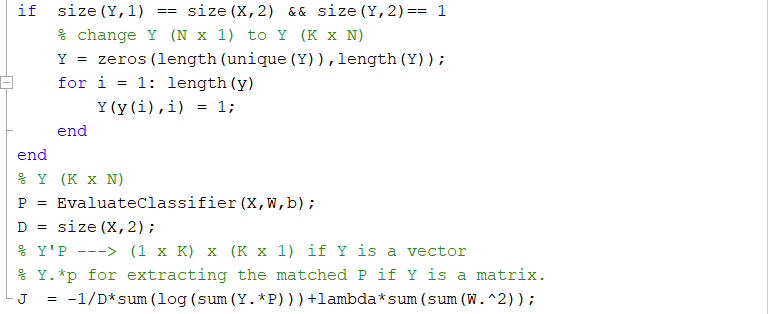 if  size(Y,1) == size(X,2) && size(Y,2)== 1
% change Y (N x 1) to Y (K x N)
Y = zeros(length(unique(Y)),length(Y));
for i = 1: length(y)
Y(y(i),i) = 1;
end
end
% Y (K x N)
P = EvaluateClassifier(X,W,b);
D = size(X,2);
% Y'P ---> (1 x K) x (K x 1) if Y is a vector
% Y.*p for extracting the matched P if Y is a matrix.
J  = -1/D*sum(log(sum(Y.*P)))+lambda*sum(sum(W.^2));